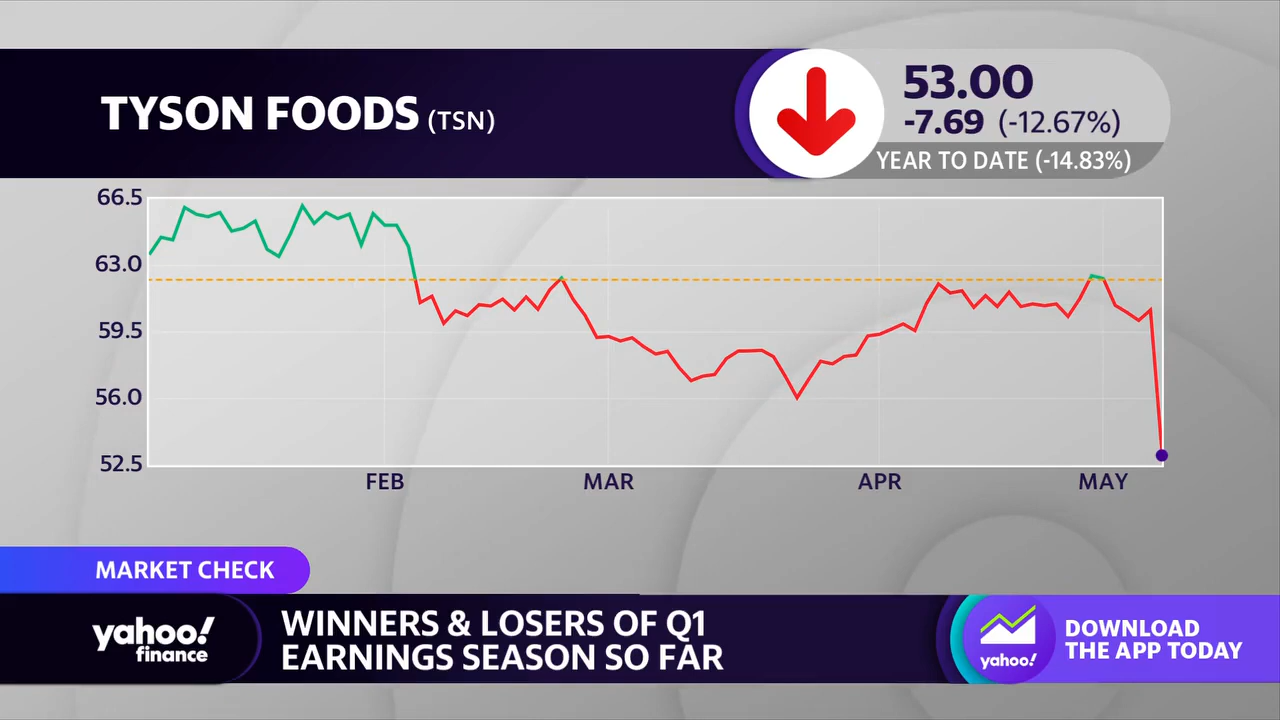 TYSON FOODS (TSN)
53.00
-7.69 (-12.67%)
YEAR TO DATE (-14.83%)
66.5
63.0
59.5
56.0
52.5
FEB MAR APR MAY
MARKET CHECK
yahoo!
finance
WINNERS & LOSERS OF Q1
EARNINGS SEASON SO FAR
yahoo!
DOWNLOAD
THE APP TODAY